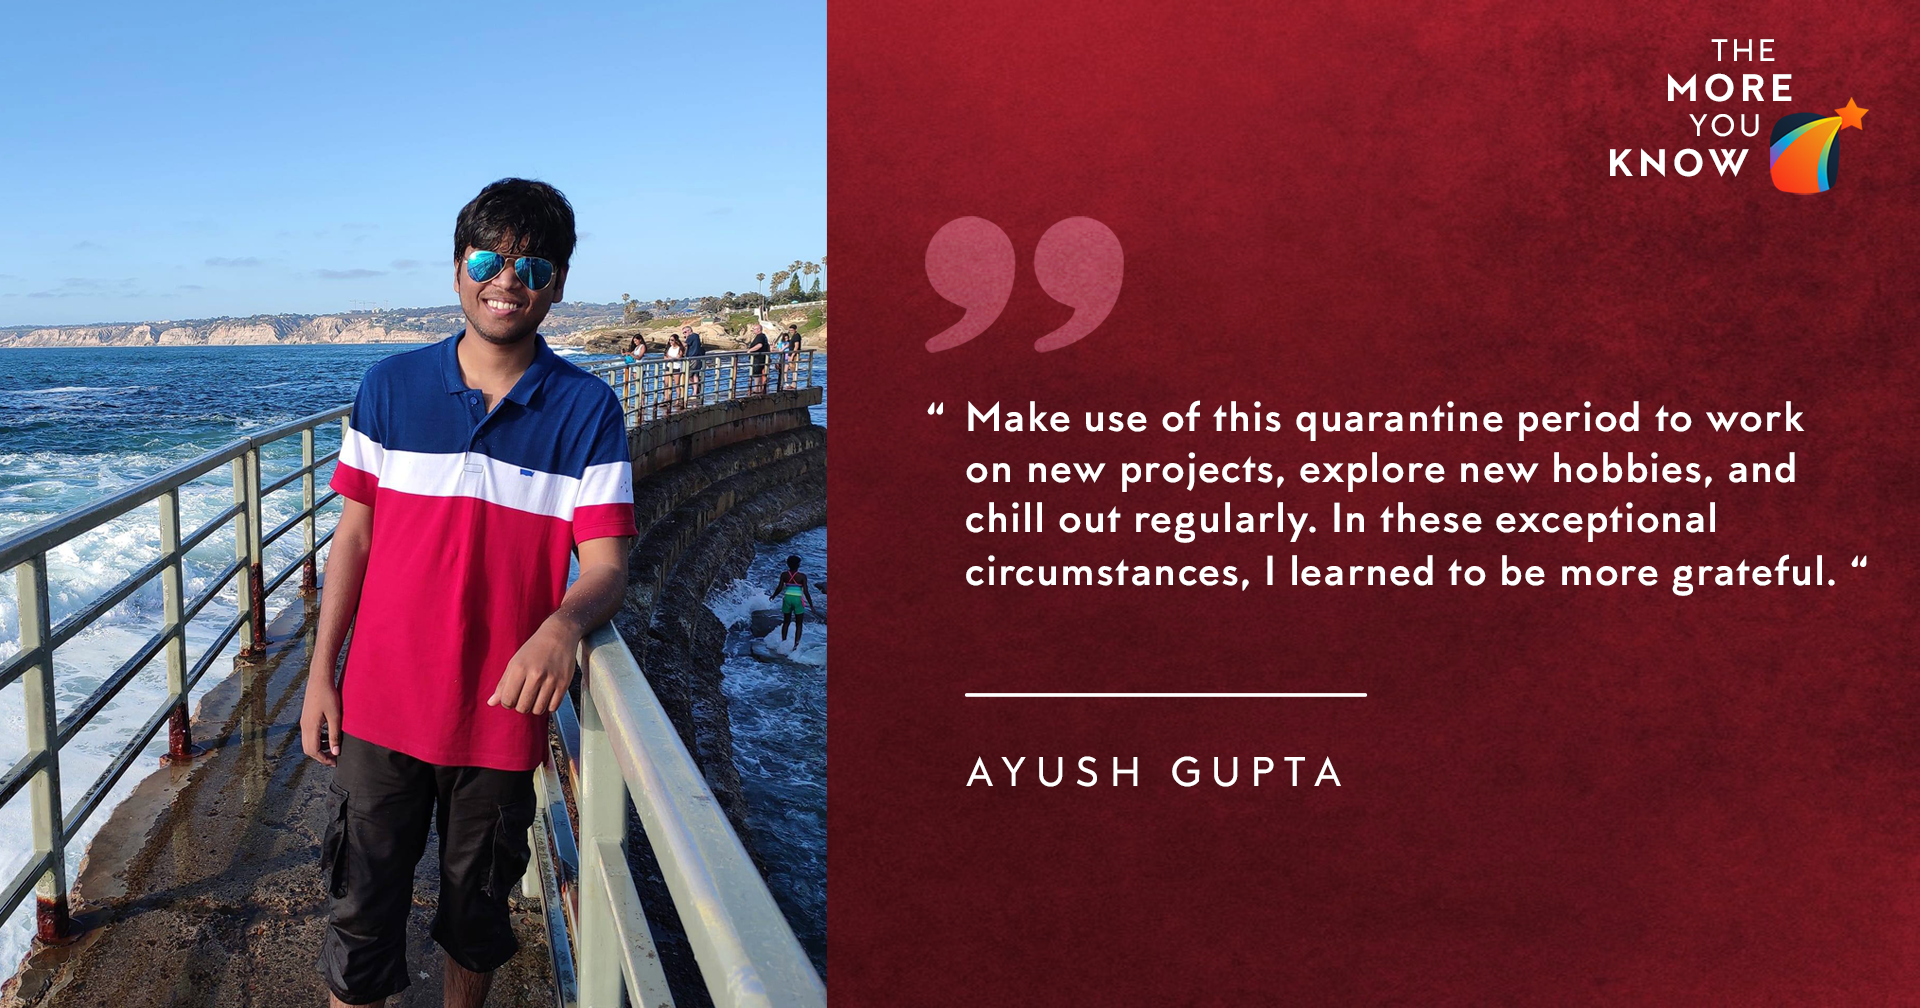 THE
MORE
YOU
KNOW
“ Make use of this quarantine period to work
on new projects, explore new hobbies, and
chill out regularly. In these exceptional
circumstances, I learned to be more grateful. “
AYUSH GUPTA